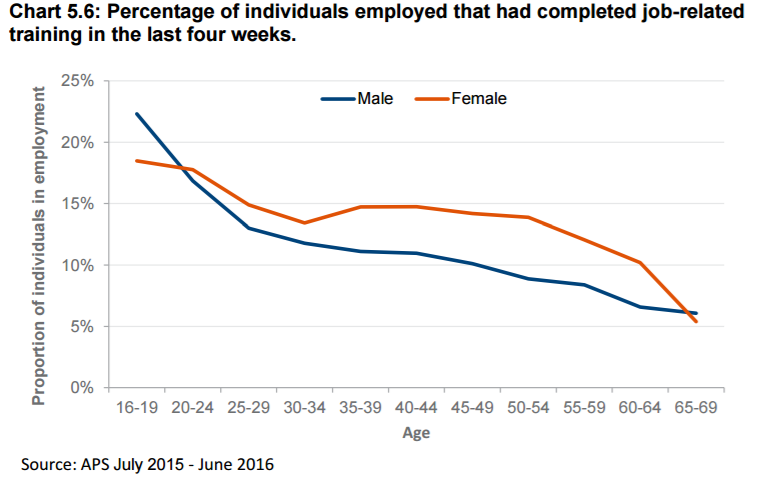 Chart 5.6: Percentage of individuals employed that had completed job-related
training in the last four weeks.
Male Female
Proportion of individuals in employment
25%
20%
15%
10%
5%
0%
16-19 20-24 25-29 30-34 35-39 40-44 45-49 50-54 55-59 60-64 65-69
Age
Source: APS July 2015 - June 2016